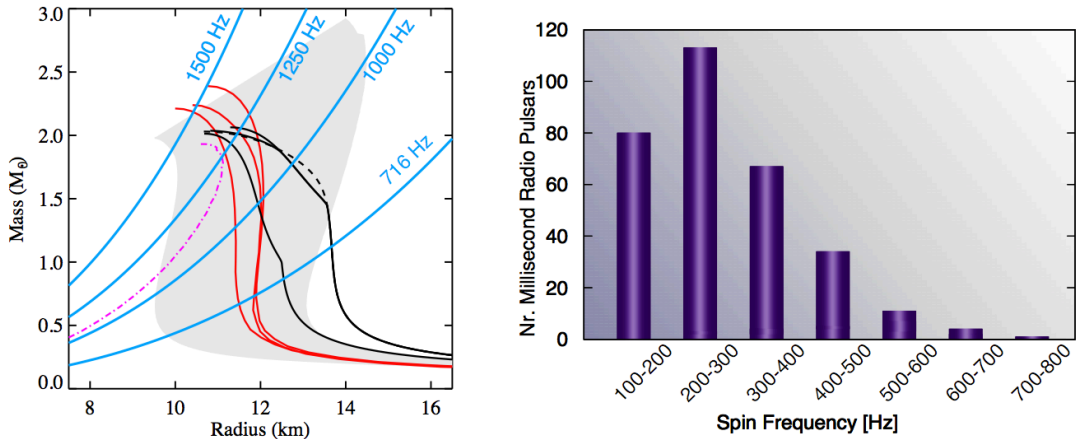 3.0
2.5
2.0
1.5
1.0
0.5
0.0
Mass (M⊕)
8 10 12 14 16
Radius (km)
1500 Hz
1250 Hz
1000 Hz
716 Hz
120
100
80
60
40
20
0
Nr. Millisecond Radio Pulsars
100-200
200-300
300-400
400-500
500-600
600-700
700-800
Spin Frequency [Hz]